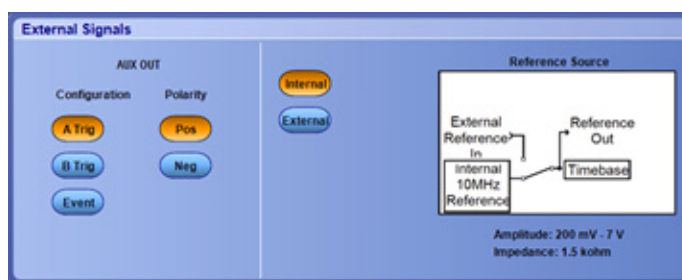 External Signals
AUX OUT
Configuration
Polarity
A Trig
Pos
B Trig
Neg
Event
Internal
External
Reference Source
External
Reference
In
Reference
Out
Internal
10MHz
Reference
Timebase
Amplitude: 200 mV - 7 V
Impedance: 1.5 kohm